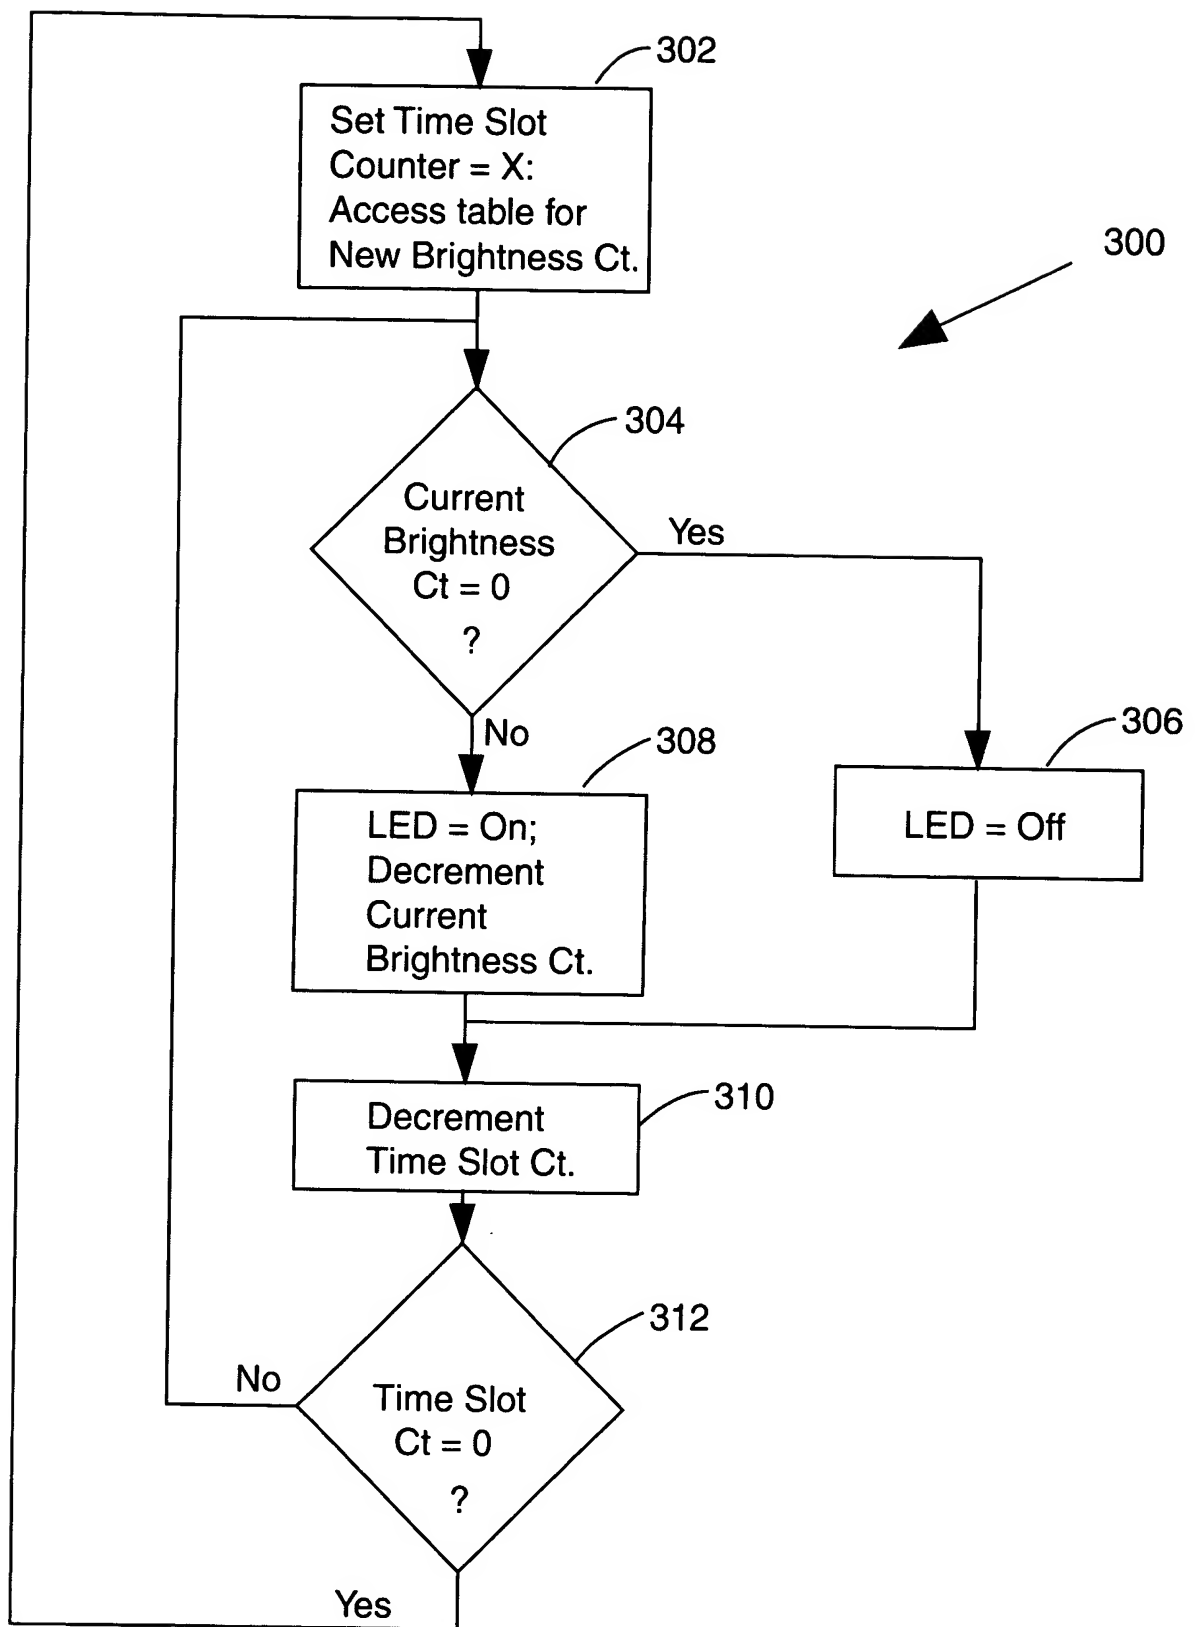 302
Set Time Slot
Counter = X:
Access table for
New Brightness Ct.
300
304
Current
Brightness
Ct = 0
?
Yes
No
308
306
LED = On;
Decrement
Current
Brightness Ct.
LED = Off
310
Decrement
Time Slot Ct.
312
No
Time Slot
Ct = 0
?
Yes